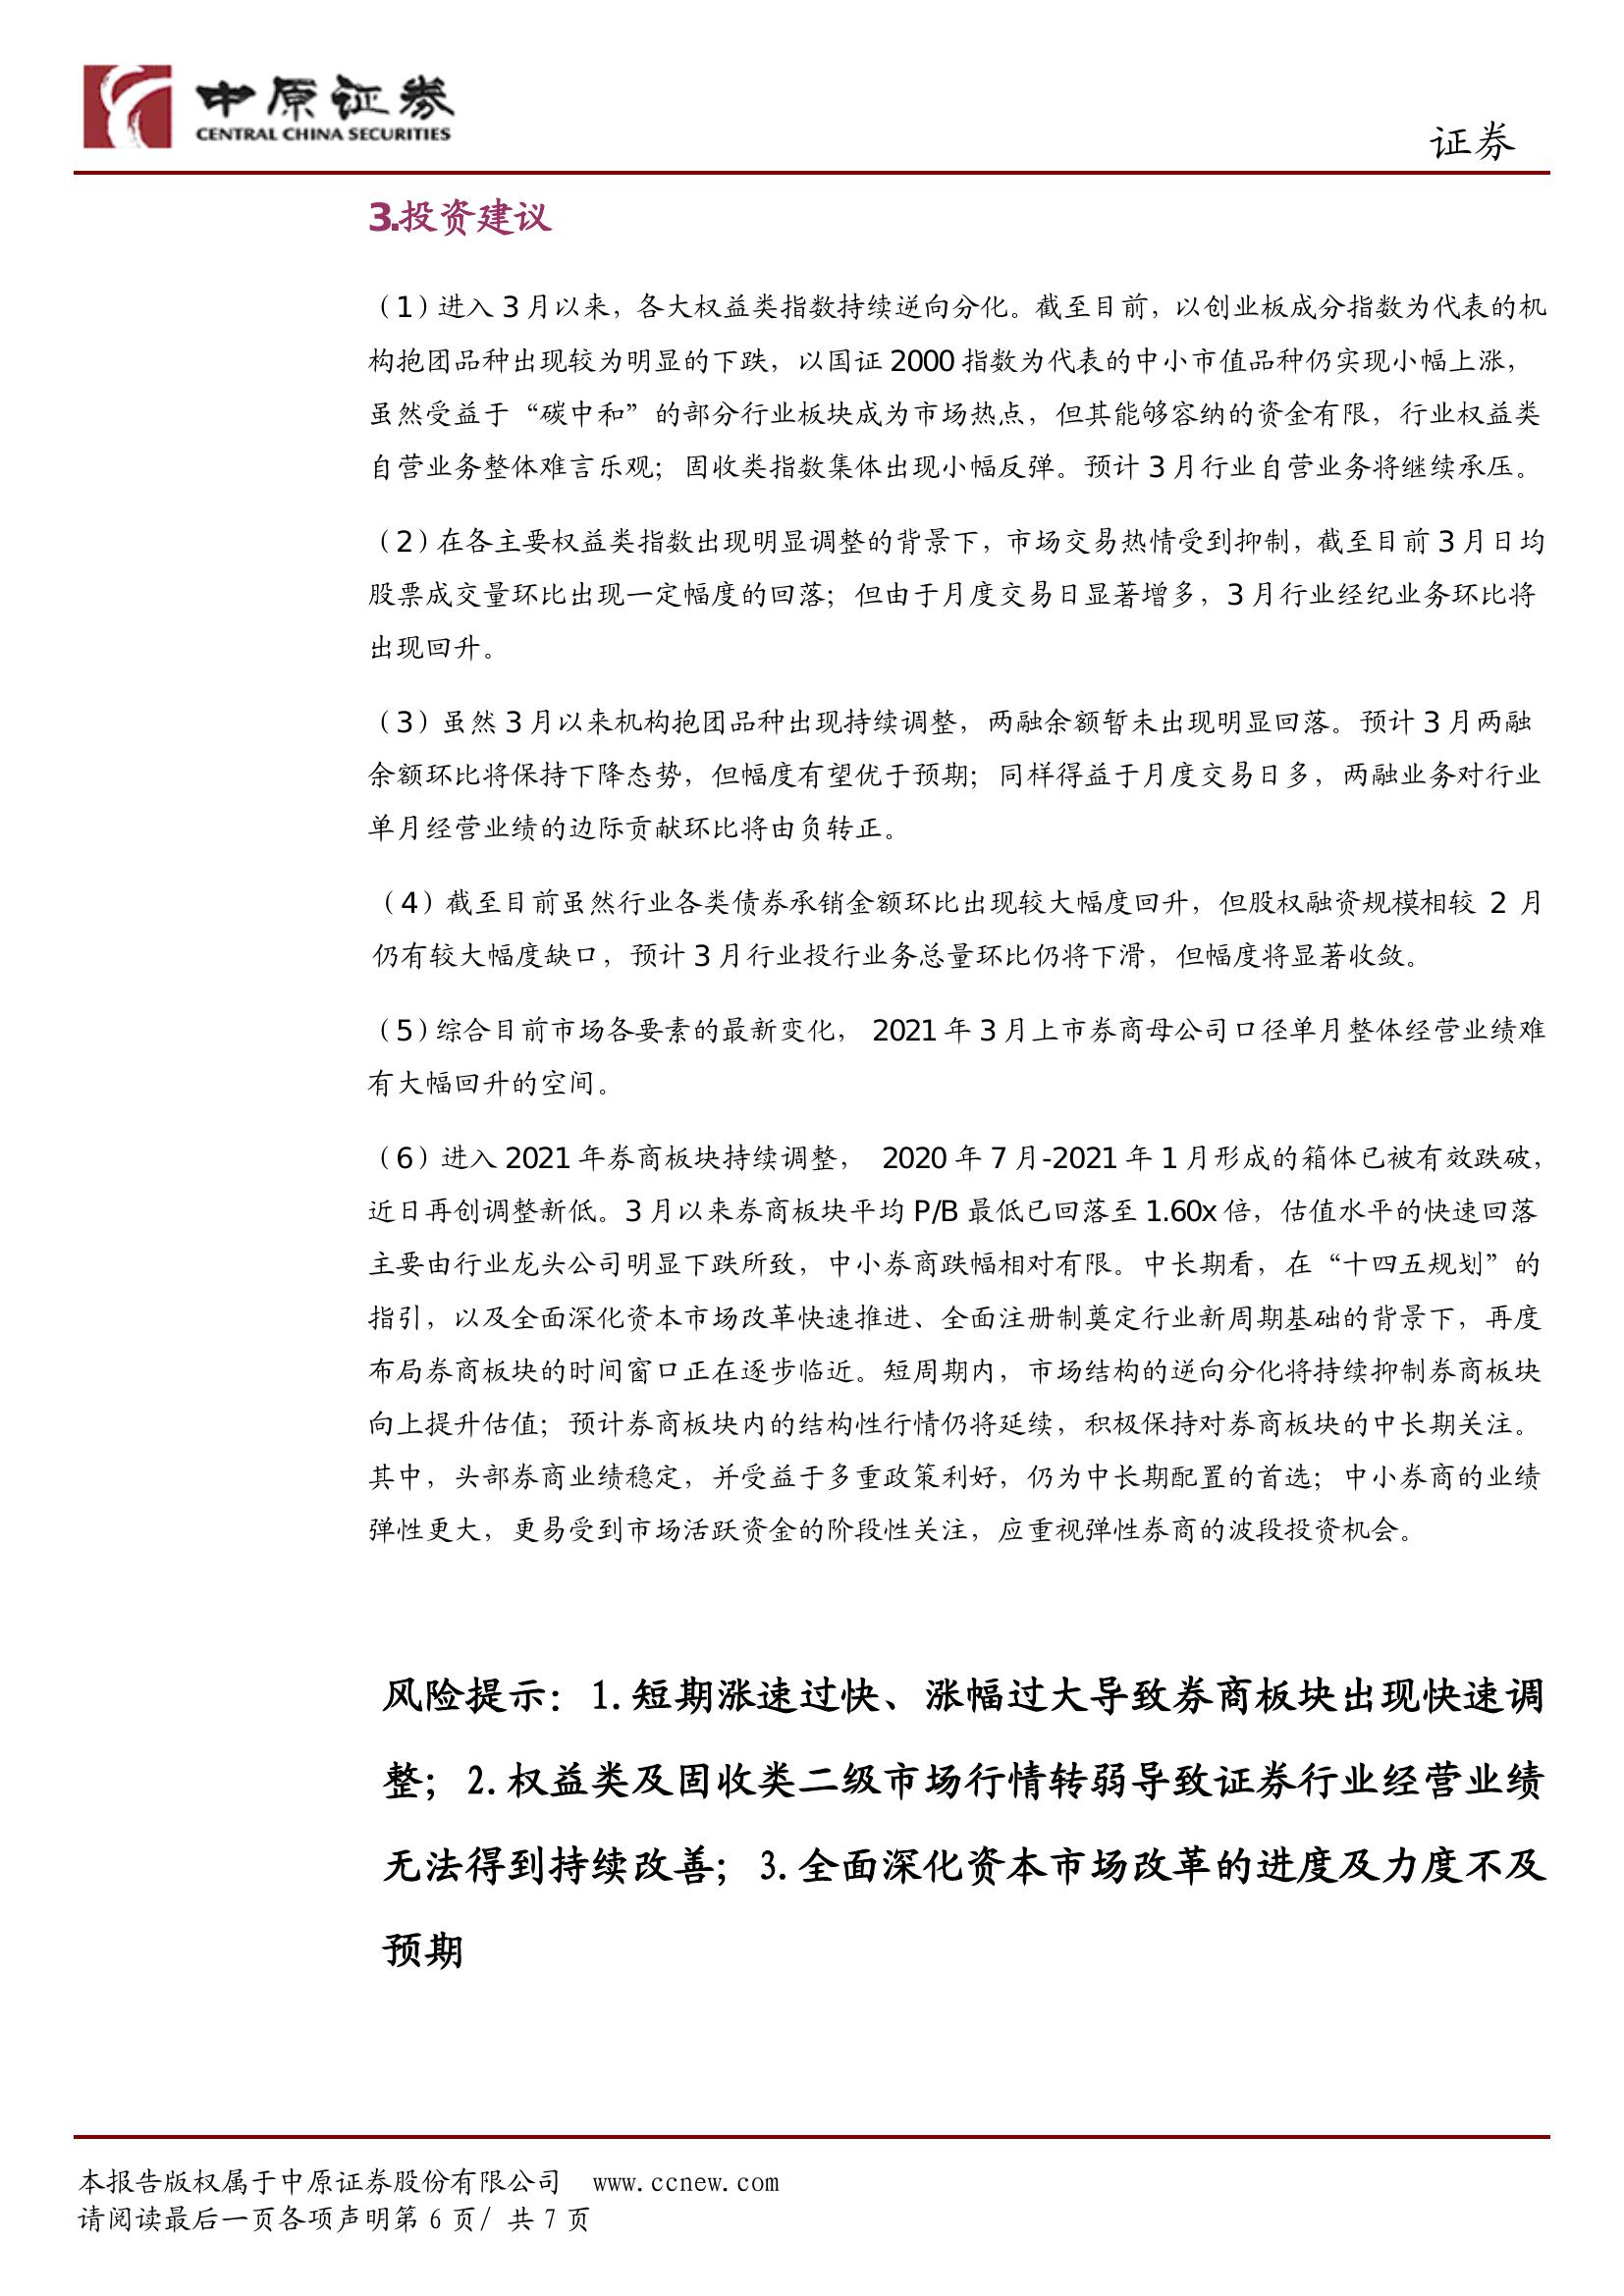 中原证券
CENTRAL CHINA SECURITIES
证券
3.投资建议
（1）进入 3 月以来，各大权益类指数持续逆向分化。截至目前，以创业板成分指数为代表的机
构抱团品种出现较为明显的下跌，以国证 2000 指数为代表的中小市值品种仍实现小幅上涨，
虽然受益于“碳中和”的部分行业板块成为市场热点，但其能够容纳的资金有限，行业权益类
自营业务整体难言乐观；固收类指数集体出现小幅反弹。预计 3 月行业自营业务将继续承压。
（2）在各主要权益类指数出现明显调整的背景下，市场交易热情受到抑制，截至目前 3 月日均
股票成交量环比出现一定幅度的回落；但由于月度交易日显著增多，3 月行业经纪业务环比将
出现回升。
（3）虽然 3 月以来机构抱团品种出现持续调整，两融余额暂未出现明显回落。预计 3 月两融
余额环比将保持下降态势，但幅度有望优于预期；同样得益于月度交易日多，两融业务对行业
单月经营业绩的边际贡献环比将由负转正。
（4）截至目前虽然行业各类债券承销金额环比出现较大幅度回升，但股权融资规模相较 2 月
仍有较大幅度缺口，预计 3 月行业投行业务总量环比仍将下滑，但幅度将显著收敛。
（5）综合目前市场各要素的最新变化， 2021 年 3 月上市券商母公司口径单月整体经营业绩难
有大幅回升的空间。
（6）进入 2021 年券商板块持续调整， 2020 年 7 月-2021 年 1 月形成的箱体已被有效跌破，
近日再创调整新低。3 月以来券商板块平均 P/B 最低已回落至 1.60x 倍，估值水平的快速回落
主要由行业龙头公司明显下跌所致，中小券商跌幅相对有限。中长期看，在“十四五规划”的
指引，以及全面深化资本市场改革快速推进、全面注册制奠定行业新周期基础的背景下，再度
布局券商板块的时间窗口正在逐步临近。短周期内，市场结构的逆向分化将持续抑制券商板块
向上提升估值；预计券商板块内的结构性行情仍将延续，积极保持对券商板块的中长期关注。
其中，头部券商业绩稳定，并受益于多重政策利好，仍为中长期配置的首选；中小券商的业绩
弹性更大，更易受到市场活跃资金的阶段性关注，应重视弹性券商的波段投资机会。
风险提示：1.短期涨速过快、涨幅过大导致券商板块出现快速调
整；2.权益类及固收类二级市场行情转弱导致证券行业经营业绩
无法得到持续改善；3.全面深化资本市场改革的进度及力度不及
预期
本报告版权属于中原证券股份有限公司 www.ccnew.com
请阅读最后一页各项声明第 6 页/ 共 7 页